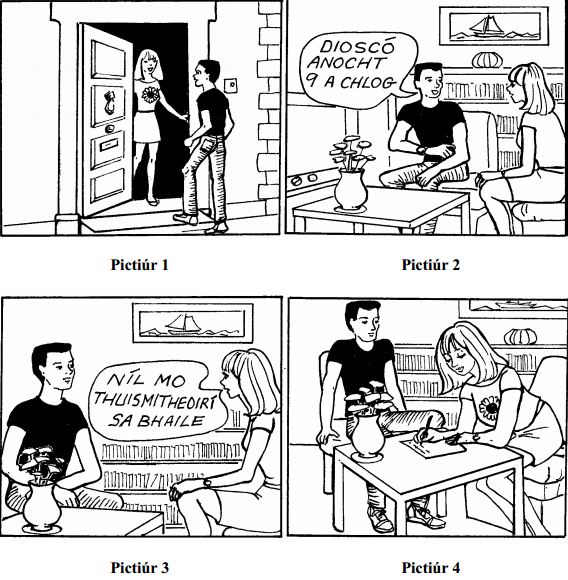 DIOSCÓ
ANOCHT
9 A CHLOG
Pictiúr 1
Pictiúr 2
NÍL MO
THUISMITHEOIRÍ
SA BHAILE
Pictiúr 3
Pictiúr 4